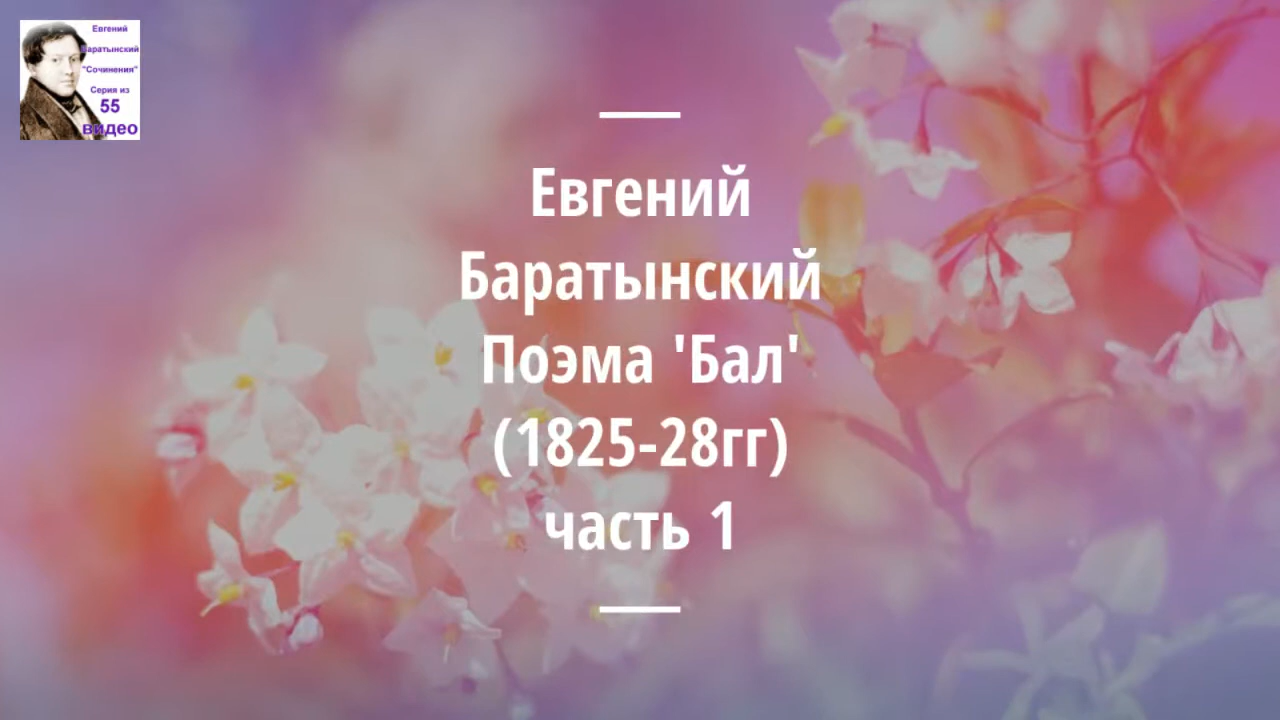 Евгений
Баратынский
"Сочинения"
Серия из
55
видео
Евгений
Баратынский
Поэма 'Бал'
(1825-28гг)
часть 1